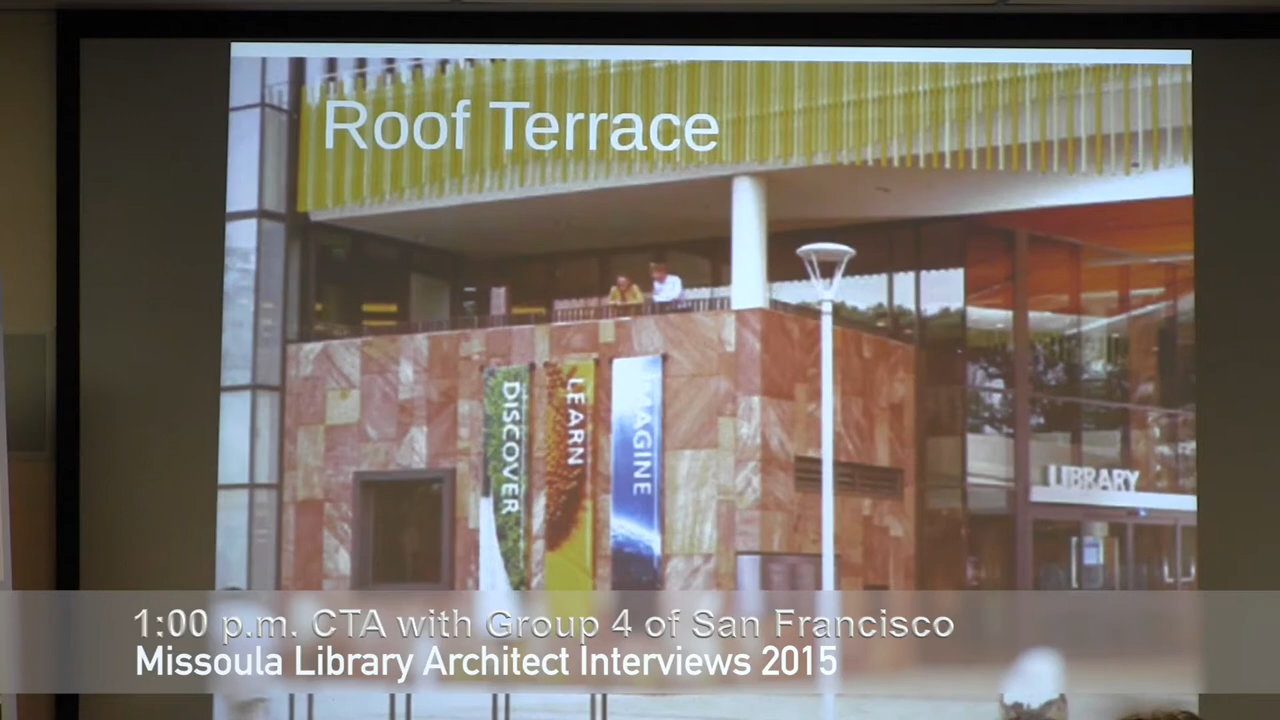 Roof Terrace
DISCOVER
LEARN
IMAGINE
LIBRARY
1:00 p.m. CTA with Group 4 of San Francisco
Missoula Library Architect Interviews 2015